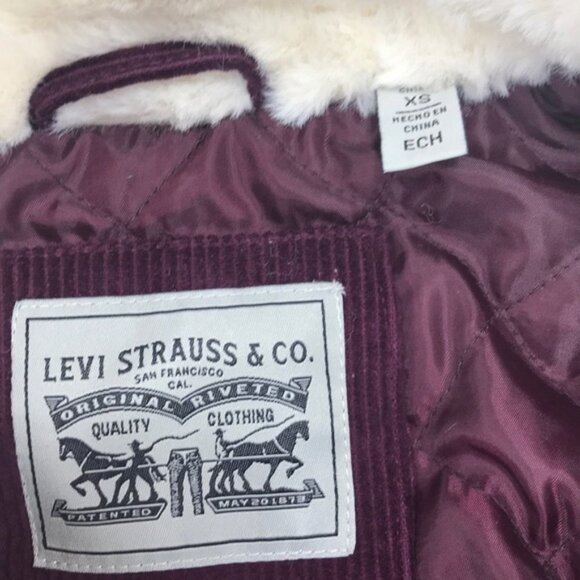 XS
HECHO EN
CHINA
ECH
LEVI STRAUSS & CO.
SAN FRANCISCO
CAL.
ORIGINAL RIVETED
QUALITY CLOTHING
PATENTED MAY 20 1873